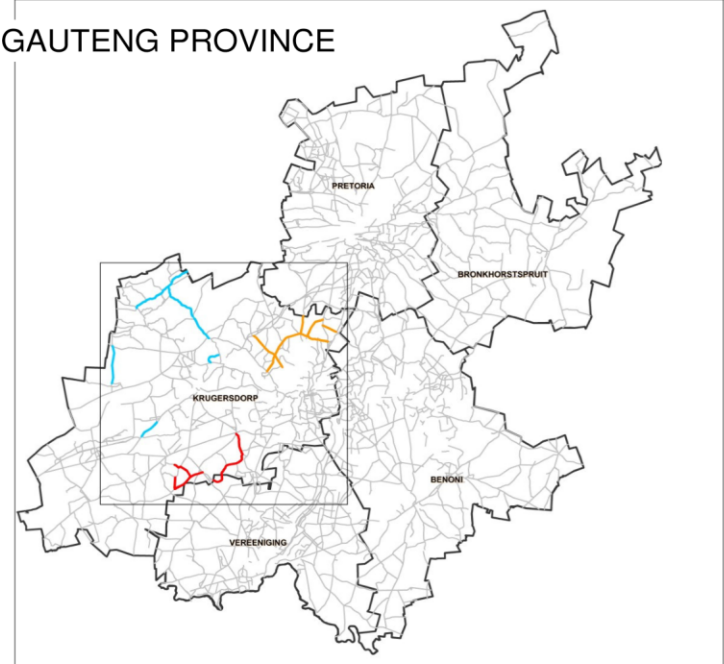 GAUTENG PROVINCE
PRETORIA
BRONKHORSTSPRUIT
KRUGERSDORP
BENONI
VEREENIGING